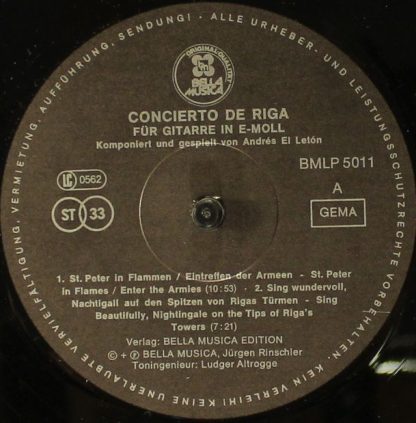 VERMIETUNG, AUFFÜHRUNG, SENDUNG! · ALLE URHEBER- UND LEISTUNGSSCHUTZRECHTE VORBEHALTEN. KEIN VERLEIH! KEINE UNERLAUBTE VERVIELFÄLTIGUNG,
ORIGINAL-QUALITÄT
BELLA
MUSICA
CONCIERTO DE RIGA
FÜR GITARRE IN E-MOLL
Komponiert und gespielt von Andrés El Letón
BMLP 5011
LC 0562
A
ST 33
GEMA
1. St. Peter in Flammen / Eintreffen der Armeen – St. Peter
in Flames / Enter the Armies (10:53) · 2. Sing wundervoll,
Nachtigall auf den Spitzen von Rigas Türmen – Sing
Beautifully, Nightingale on the Tips of Riga's
Towers (7:21)
Verlag: BELLA MUSICA EDITION
© + ℗ BELLA MUSICA, Jürgen Rinschler
Toningenieur: Ludger Altrogge